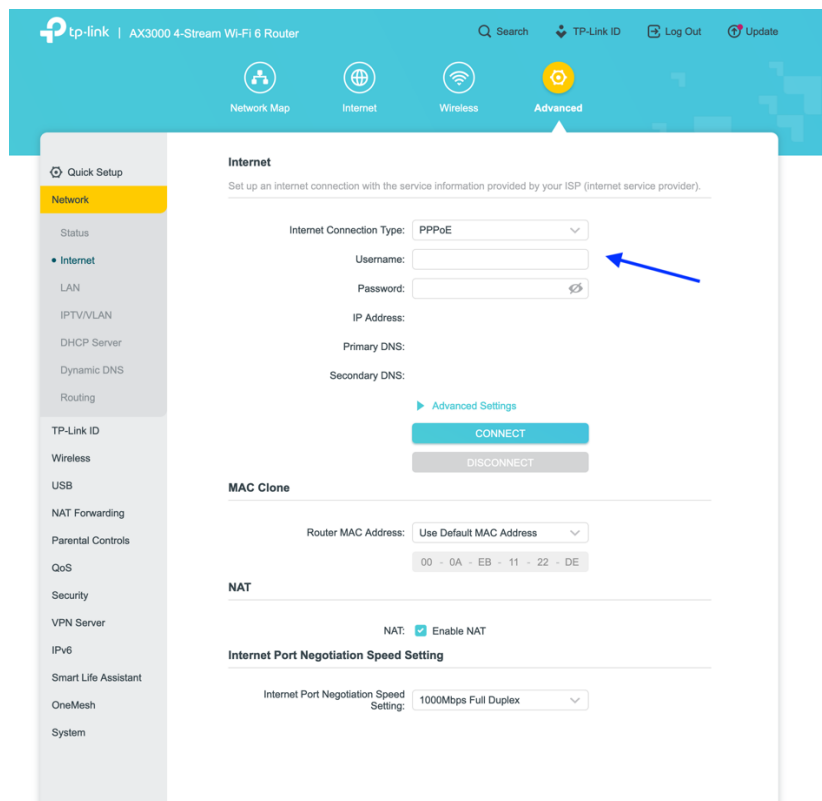 tp-link | AX3000 4-Stream Wi-Fi 6 Router
Search
TP-Link ID
Log Out
Update
Network Map
Internet
Wireless
Advanced
Quick Setup
Network
Status
Internet
LAN
IPTV/VLAN
DHCP Server
Dynamic DNS
Routing
TP-Link ID
Wireless
USB
NAT Forwarding
Parental Controls
QoS
Security
VPN Server
IPv6
Smart Life Assistant
OneMesh
System
Internet
Set up an internet connection with the service information provided by your ISP (internet service provider).
Internet Connection Type: PPPoE
Username:
Password:
IP Address:
Primary DNS:
Secondary DNS:
Advanced Settings
CONNECT
DISCONNECT
MAC Clone
Router MAC Address: Use Default MAC Address
00 - 0A - EB - 11 - 22 - DE
NAT
NAT: Enable NAT
Internet Port Negotiation Speed Setting
Internet Port Negotiation Speed
Setting: 1000Mbps Full Duplex